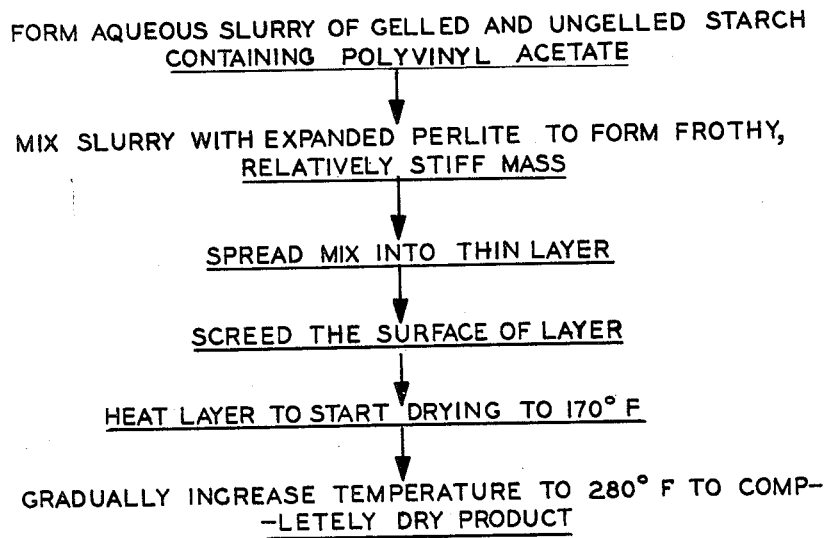 FORM AQUEOUS SLURRY OF GELLED AND UNGELLED STARCH
CONTAINING POLYVINYL ACETATE
MIX SLURRY WITH EXPANDED PERLITE TO FORM FROTHY,
RELATIVELY STIFF MASS
SPREAD MIX INTO THIN LAYER
SCREED THE SURFACE OF LAYER
HEAT LAYER TO START DRYING TO 170° F
GRADUALLY INCREASE TEMPERATURE TO 280° F TO COMP-
-LETELY DRY PRODUCT